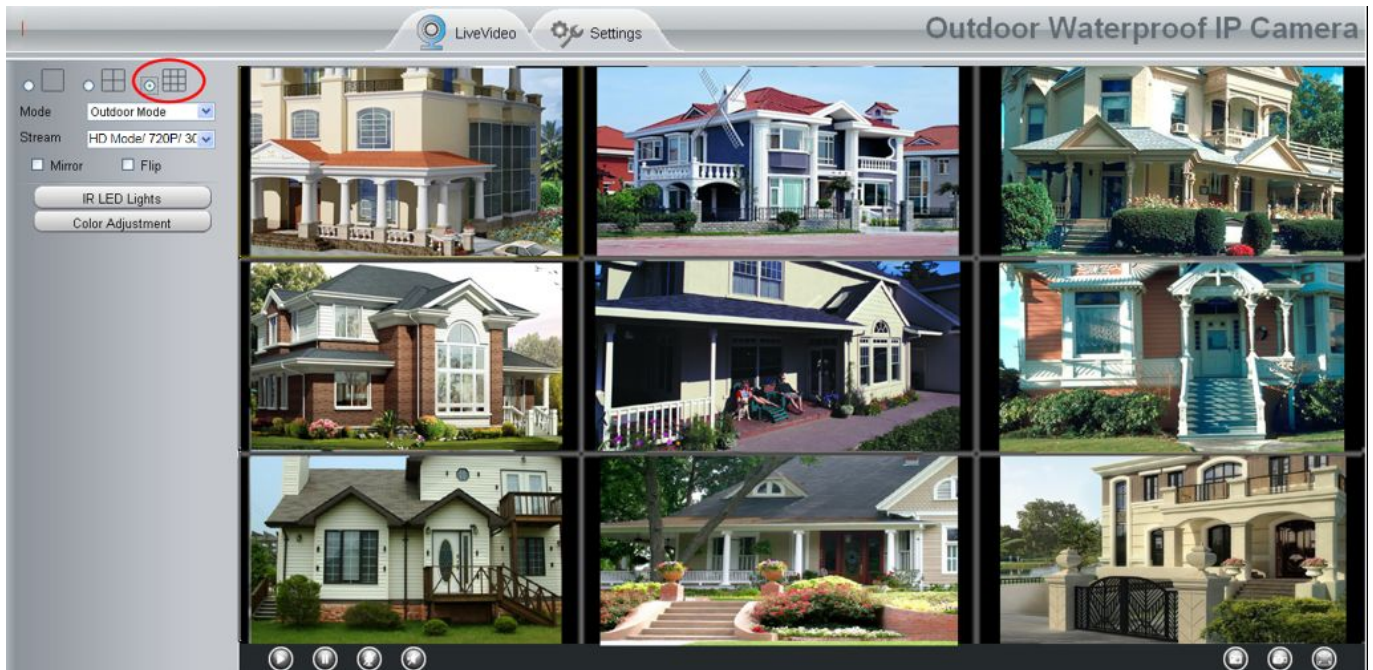 LiveVideo
Settings
Outdoor Waterproof IP Camera
Mode
Outdoor Mode
Stream
HD Mode/ 720P/ 30
Mirror
Flip
IR LED Lights
Color Adjustment